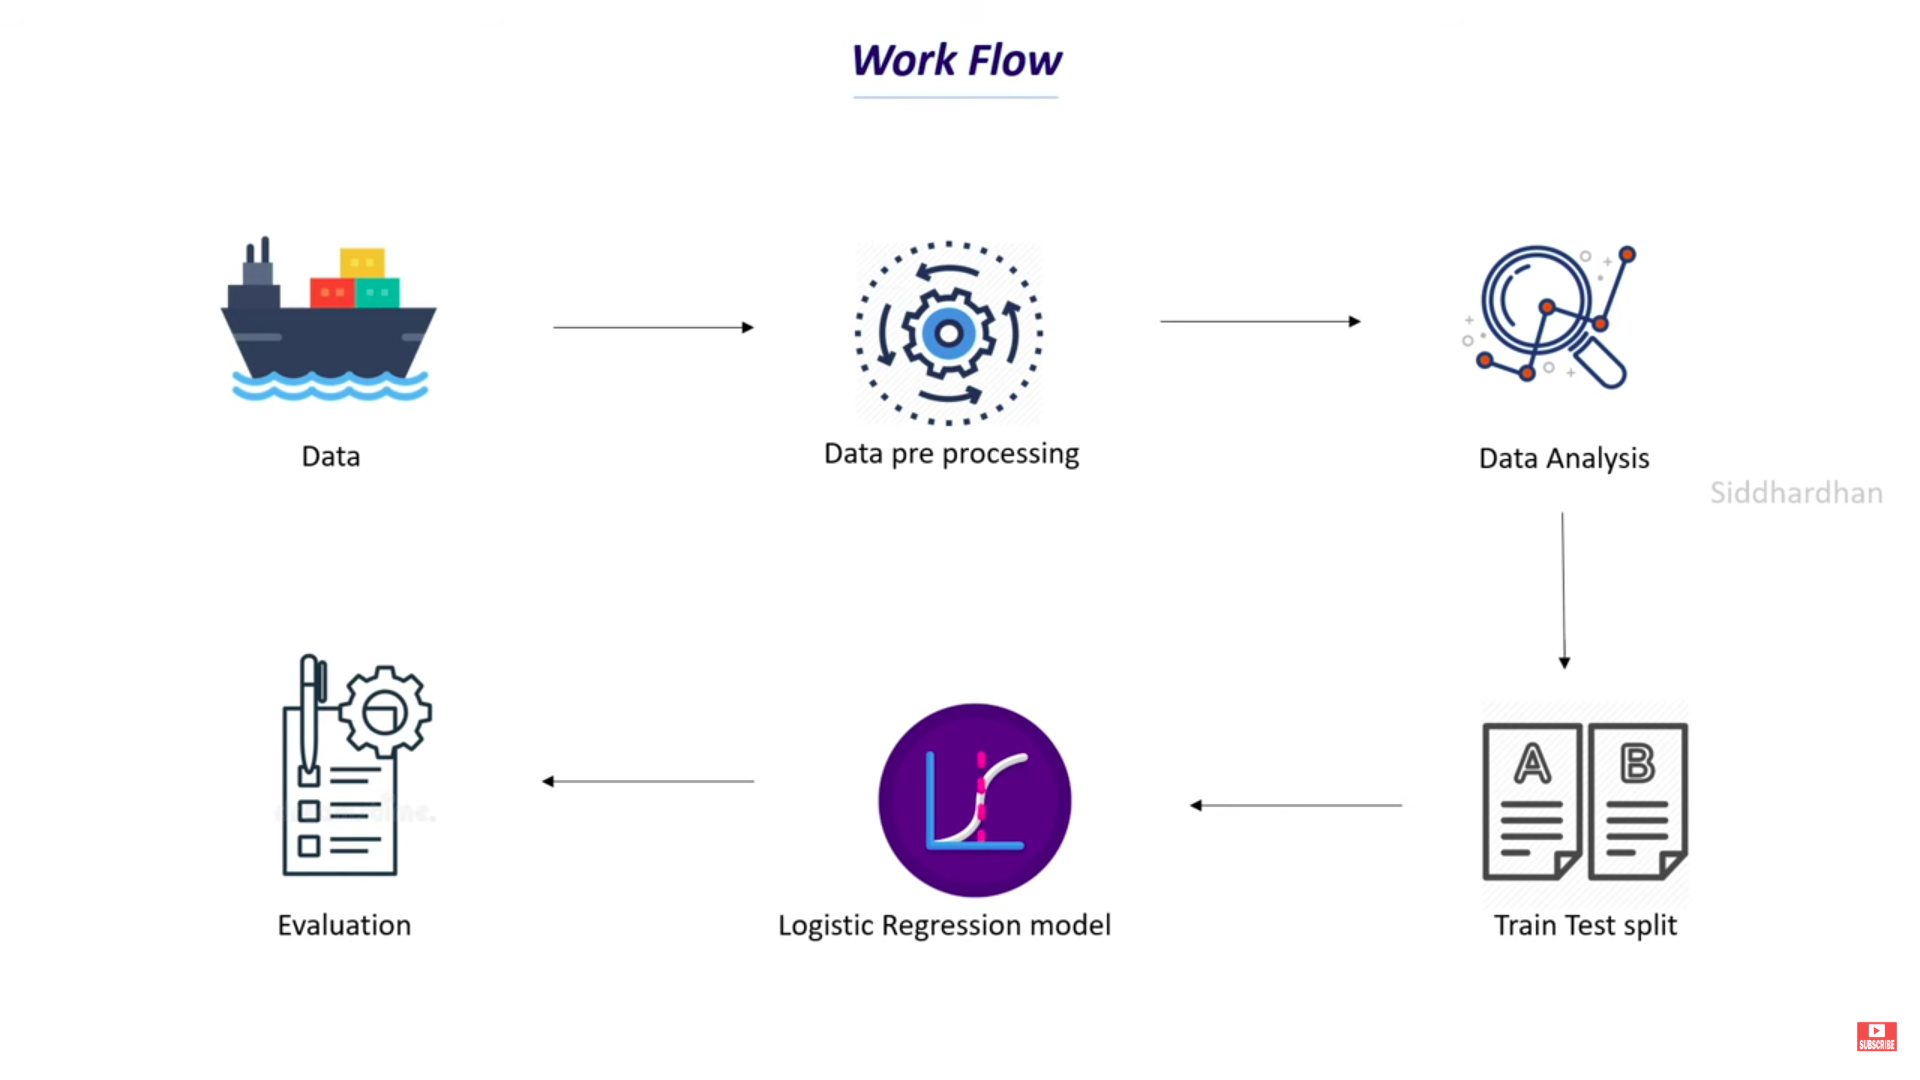 Work Flow
Data
Data pre processing
Data Analysis
Siddhardhan
A
B
Evaluation
Logistic Regression model
Train Test split
SUBSCRIBE